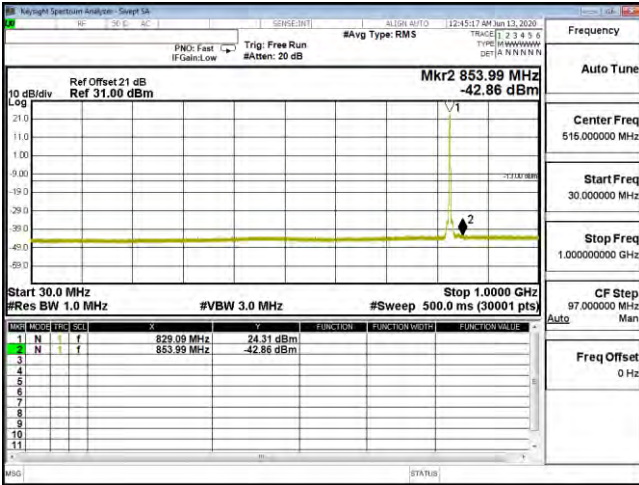 Keysight Spectrum Analyzer - Swept SA
RF 50 Ω AC SENSE:INT ALIGN AUTO 12:45:17 AM Jun 13, 2020
#Avg Type: RMS
TRACE 1 2 3 4 5 6
TYPE MWWWWW
DET A N N N N N
PNO: Fast Trig: Free Run
IFGain:Low #Atten: 20 dB
Frequency
Auto Tune
Center Freq
515.000000 MHz
Start Freq
30.000000 MHz
Stop Freq
1.000000000 GHz
CF Step
97.000000 MHz
Auto Man
Freq Offset
0 Hz
Mkr2 853.99 MHz
-42.86 dBm
Ref Offset 21 dB
10 dB/div Ref 31.00 dBm
Log
1
21.0
11.0
1.00
-9.00
-13.00 dBm
-19.0
-29.0
-39.0
2
-49.0
-59.0
Start 30.0 MHz Stop 1.0000 GHz
#Res BW 1.0 MHz #VBW 3.0 MHz #Sweep 500.0 ms (30001 pts)
MKR MODE TRC SCL X Y FUNCTION FUNCTION WIDTH FUNCTION VALUE
1 N 1 f 829.09 MHz 24.31 dBm
2 N 1 f 853.99 MHz -42.86 dBm
3
4
5
6
7
8
9
10
11
MSG STATUS